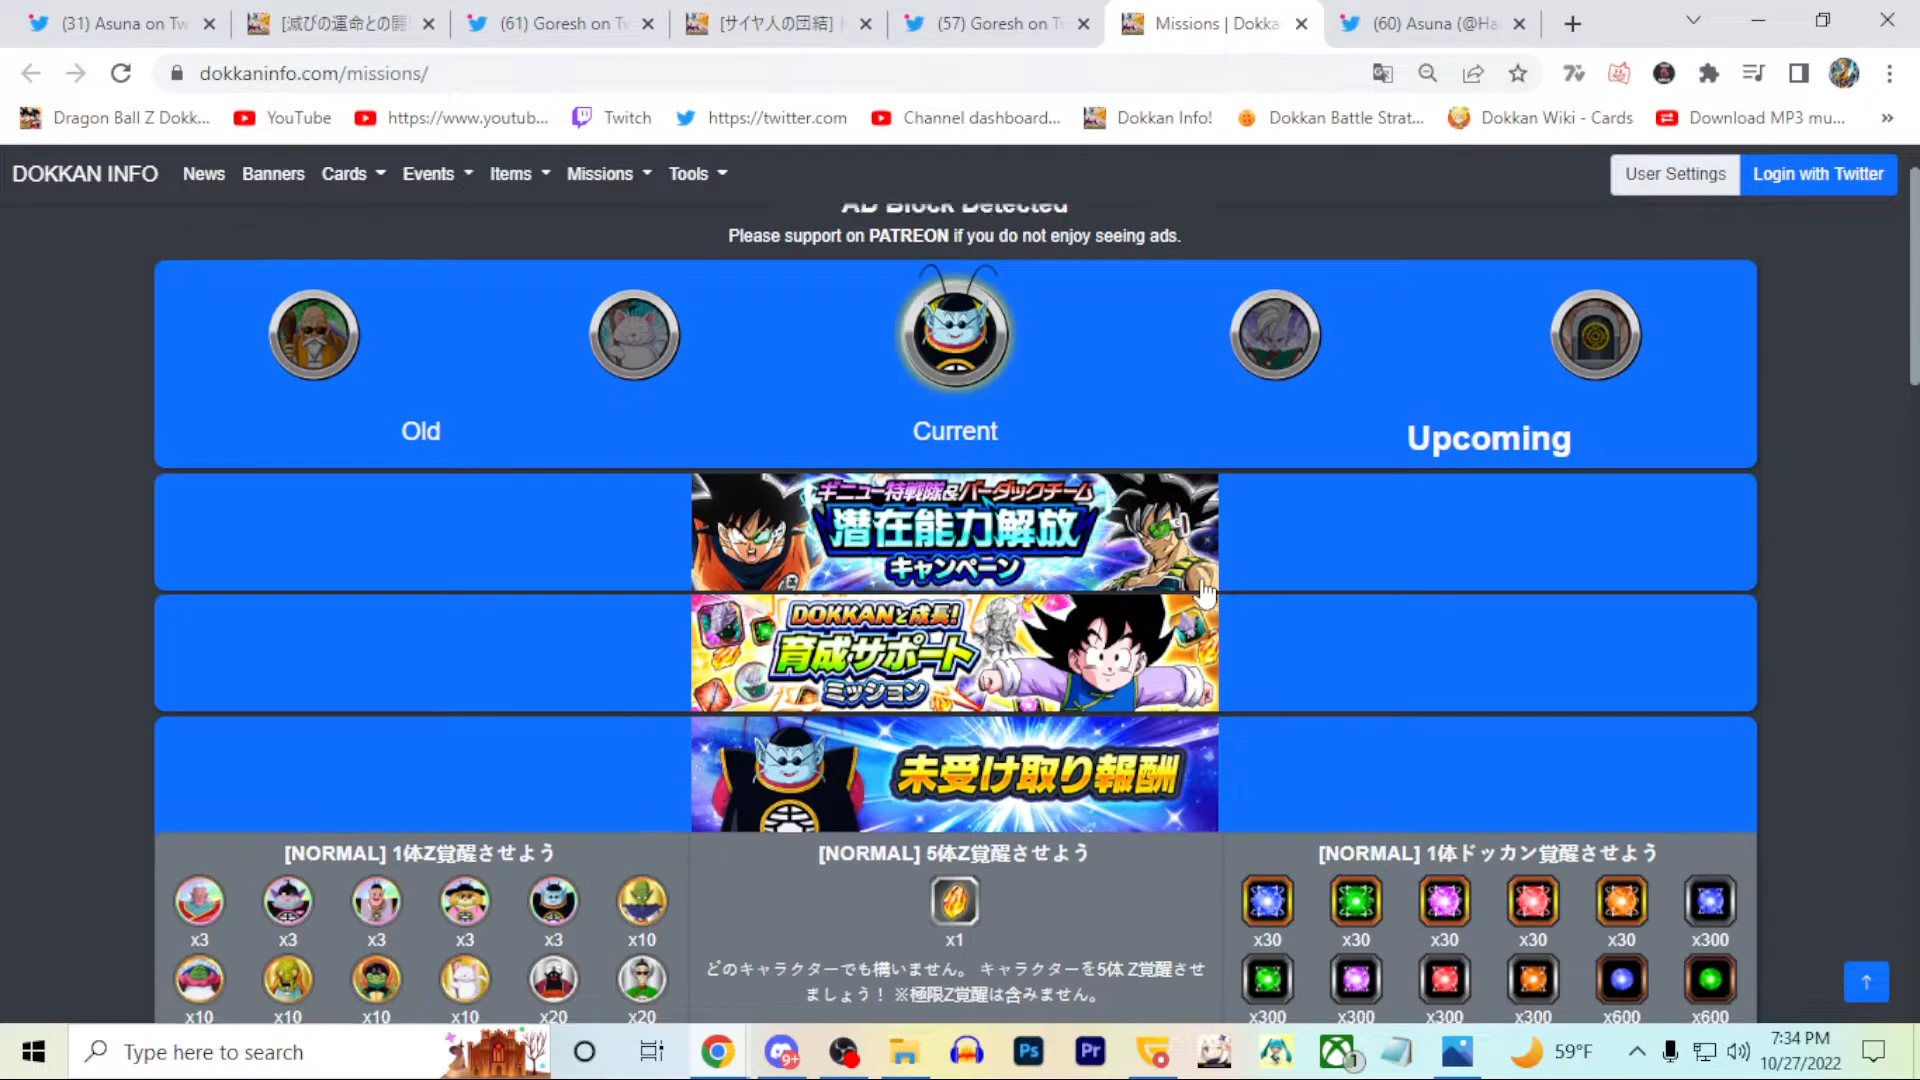 (31) Asuna on Tw
[滅びの運命との開
(61) Goresh on Tw
[サイヤ人の団結]
(57) Goresh on Tw
Missions | Dokka
(60) Asuna (@Ha
dokkaninfo.com/missions/
Dragon Ball Z Dokk...
YouTube
https://www.youtub...
Twitch
https://twitter.com
Channel dashboard...
Dokkan Info!
Dokkan Battle Strat...
Dokkan Wiki - Cards
Download MP3 mu...
DOKKAN INFO
News
Banners
Cards
Events
Items
Missions
Tools
User Settings
Login with Twitter
AD Block Detected
Please support on PATREON if you do not enjoy seeing ads.
Old
Current
Upcoming
ギニュー特戦隊&バーダックチーム
潜在能力解放
キャンペーン
DOKKANと成長!
育成サポート
ミッション
未受け取り報酬
[NORMAL] 1体Z覚醒させよう
[NORMAL] 5体Z覚醒させよう
[NORMAL] 1体ドッカン覚醒させよう
x3 x3 x3 x3 x3 x10
x1
x30 x30 x30 x30 x30 x300
どのキャラクターでも構いません。 キャラクターを5体 Z覚醒させ
ましょう！ ※極限Z覚醒は含みません。
x10 x10 x10 x10 x20 x20
x300 x300 x300 x300 x600 x600
Type here to search
9+
Ps
Pr
1
59°F
7:34 PM
10/27/2022